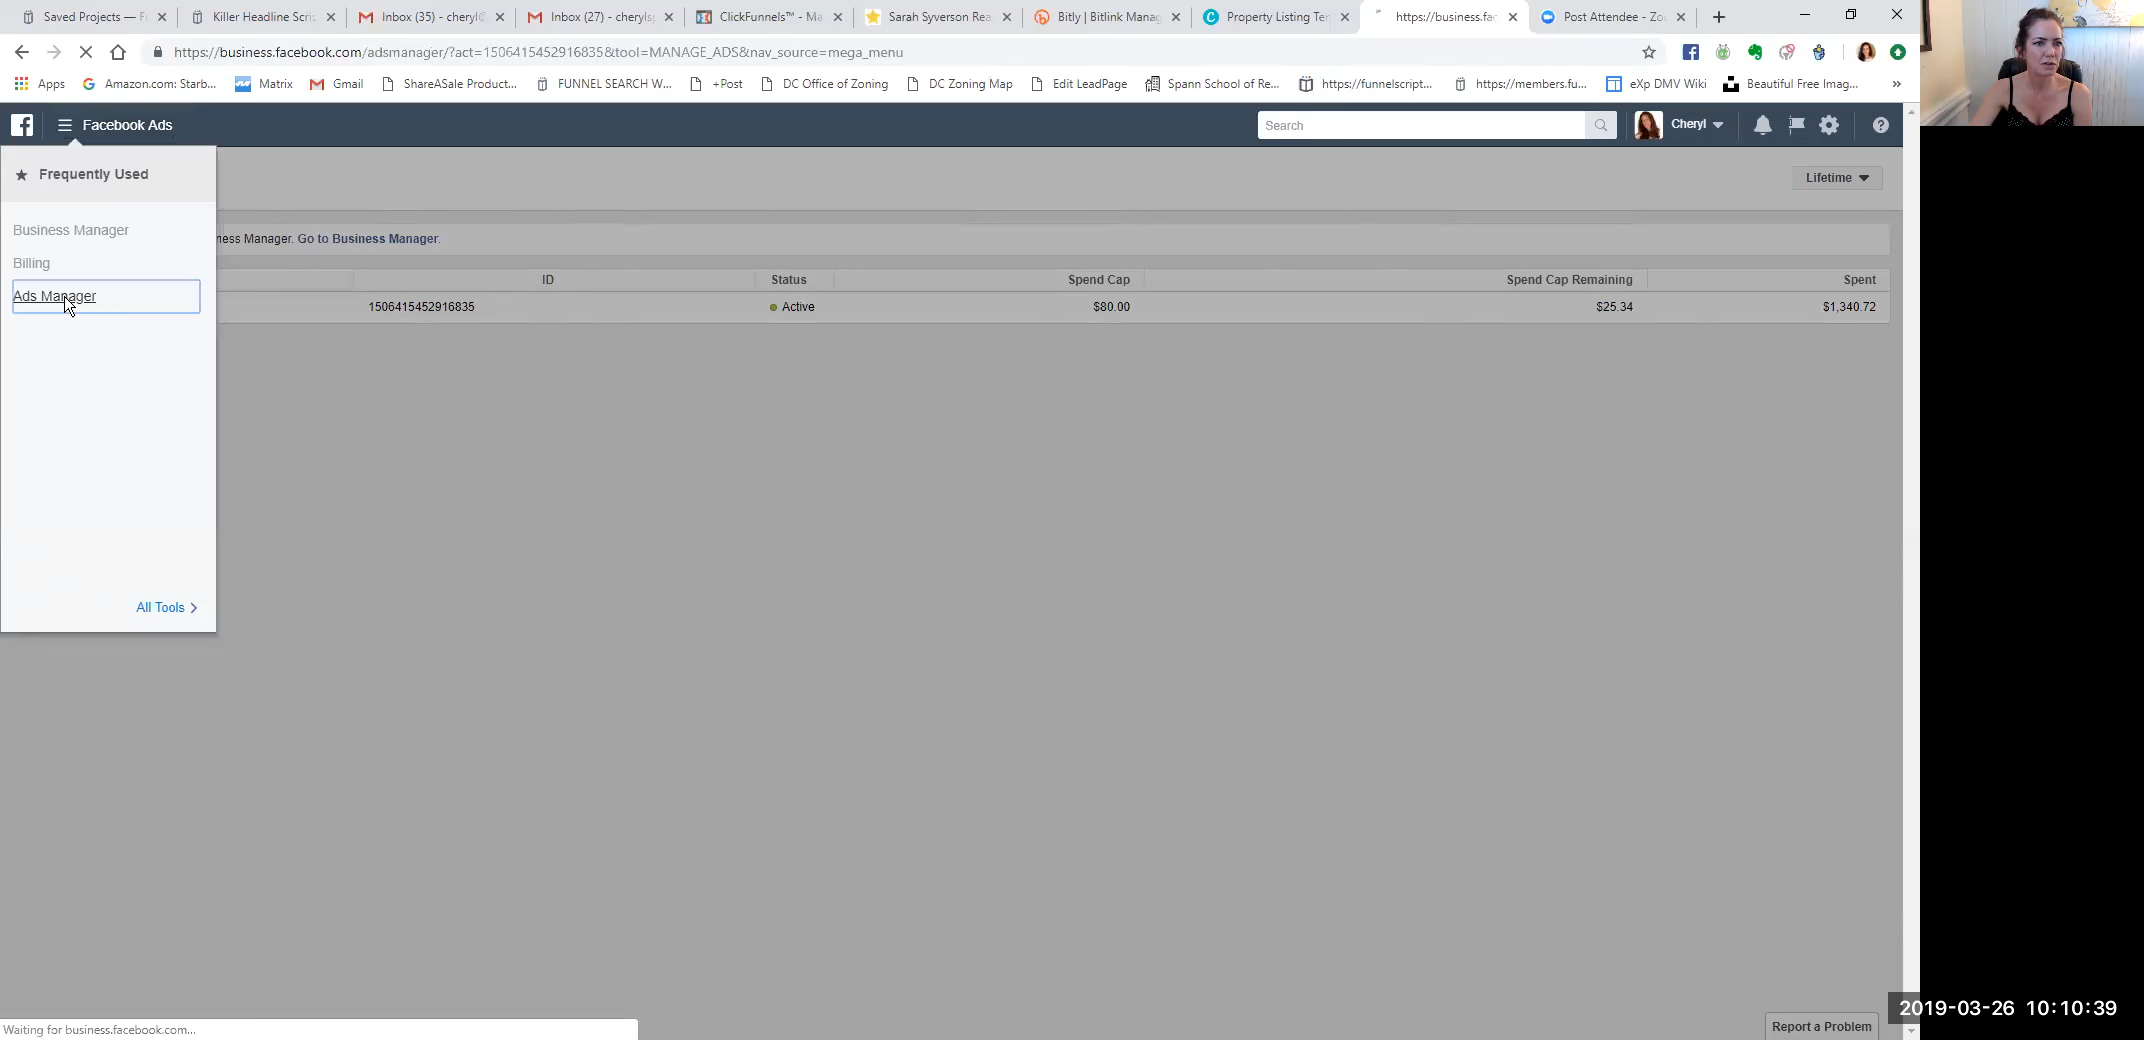 Saved Projects — F
Killer Headline Scri
Inbox (35) - cheryl@
Inbox (27) - cherylsp
ClickFunnels™ - Ma
Sarah Syverson Rea
Bitly | Bitlink Manag
Property Listing Ter
https://business.fac
Post Attendee - Zo
https://business.facebook.com/adsmanager/?act=1506415452916835&tool=MANAGE_ADS&nav_source=mega_menu
Apps
Amazon.com: Starb...
Matrix
Gmail
ShareASale Product...
FUNNEL SEARCH W...
+Post
DC Office of Zoning
DC Zoning Map
Edit LeadPage
Spann School of Re...
https://funnelscript...
https://members.fu...
eXp DMV Wiki
Beautiful Free Imag...
Facebook Ads
Search
Cheryl
Frequently Used
Lifetime
Business Manager
ness Manager. Go to Business Manager.
Billing
ID Status Spend Cap Spend Cap Remaining Spent
Ads Manager
1506415452916835 Active $80.00 $25.34 $1,340.72
All Tools
2019-03-26 10:10:39
Waiting for business.facebook.com...
Report a Problem